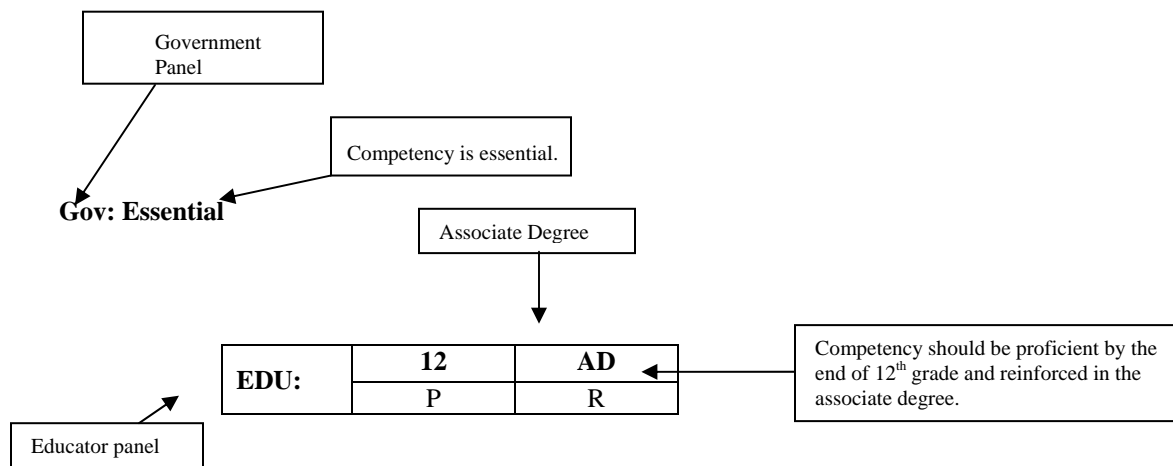 Government
Panel
Competency is essential.
Gov: Essential
Associate Degree
EDU:
12
AD
P
R
Competency should be proficient by the
end of 12th grade and reinforced in the
associate degree.
Educator panel